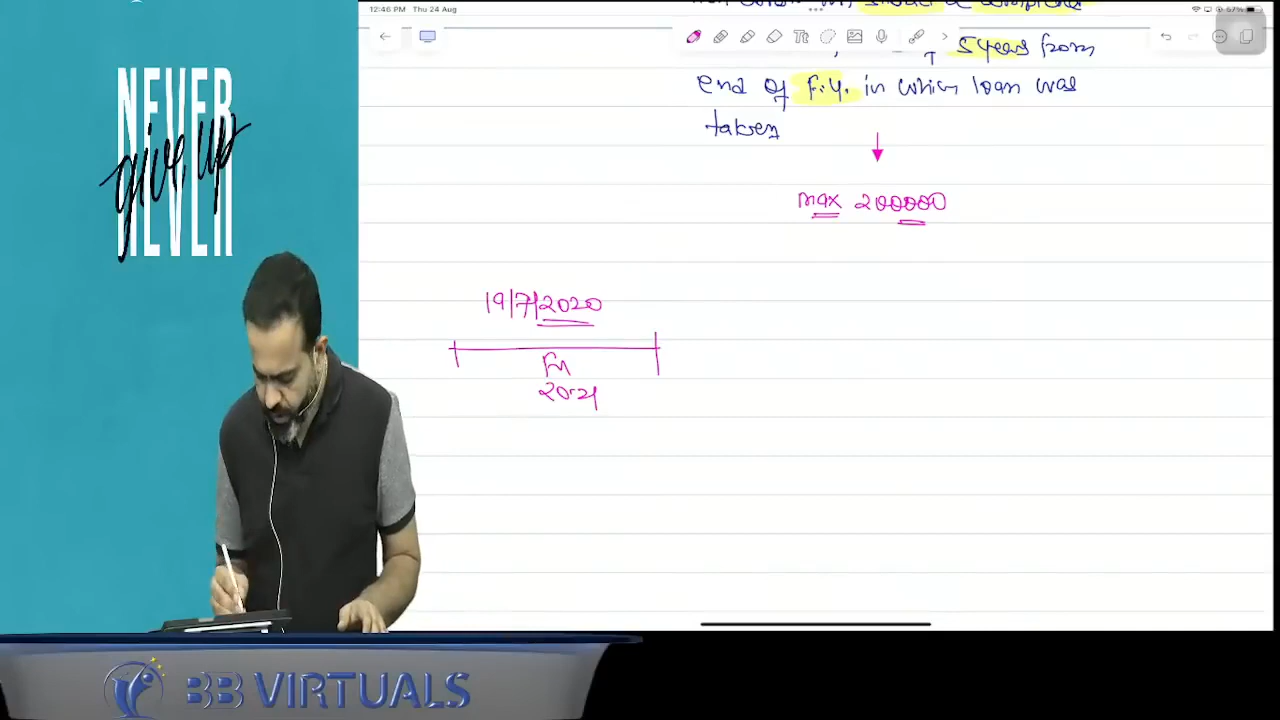 12:46 PM Thu 24 Aug
57%
5 years from
end of F.Y. in which loan was
taken
max 200000
19/7/2020
20-21
NEVER
give up
NEVER
BB VIRTUALS